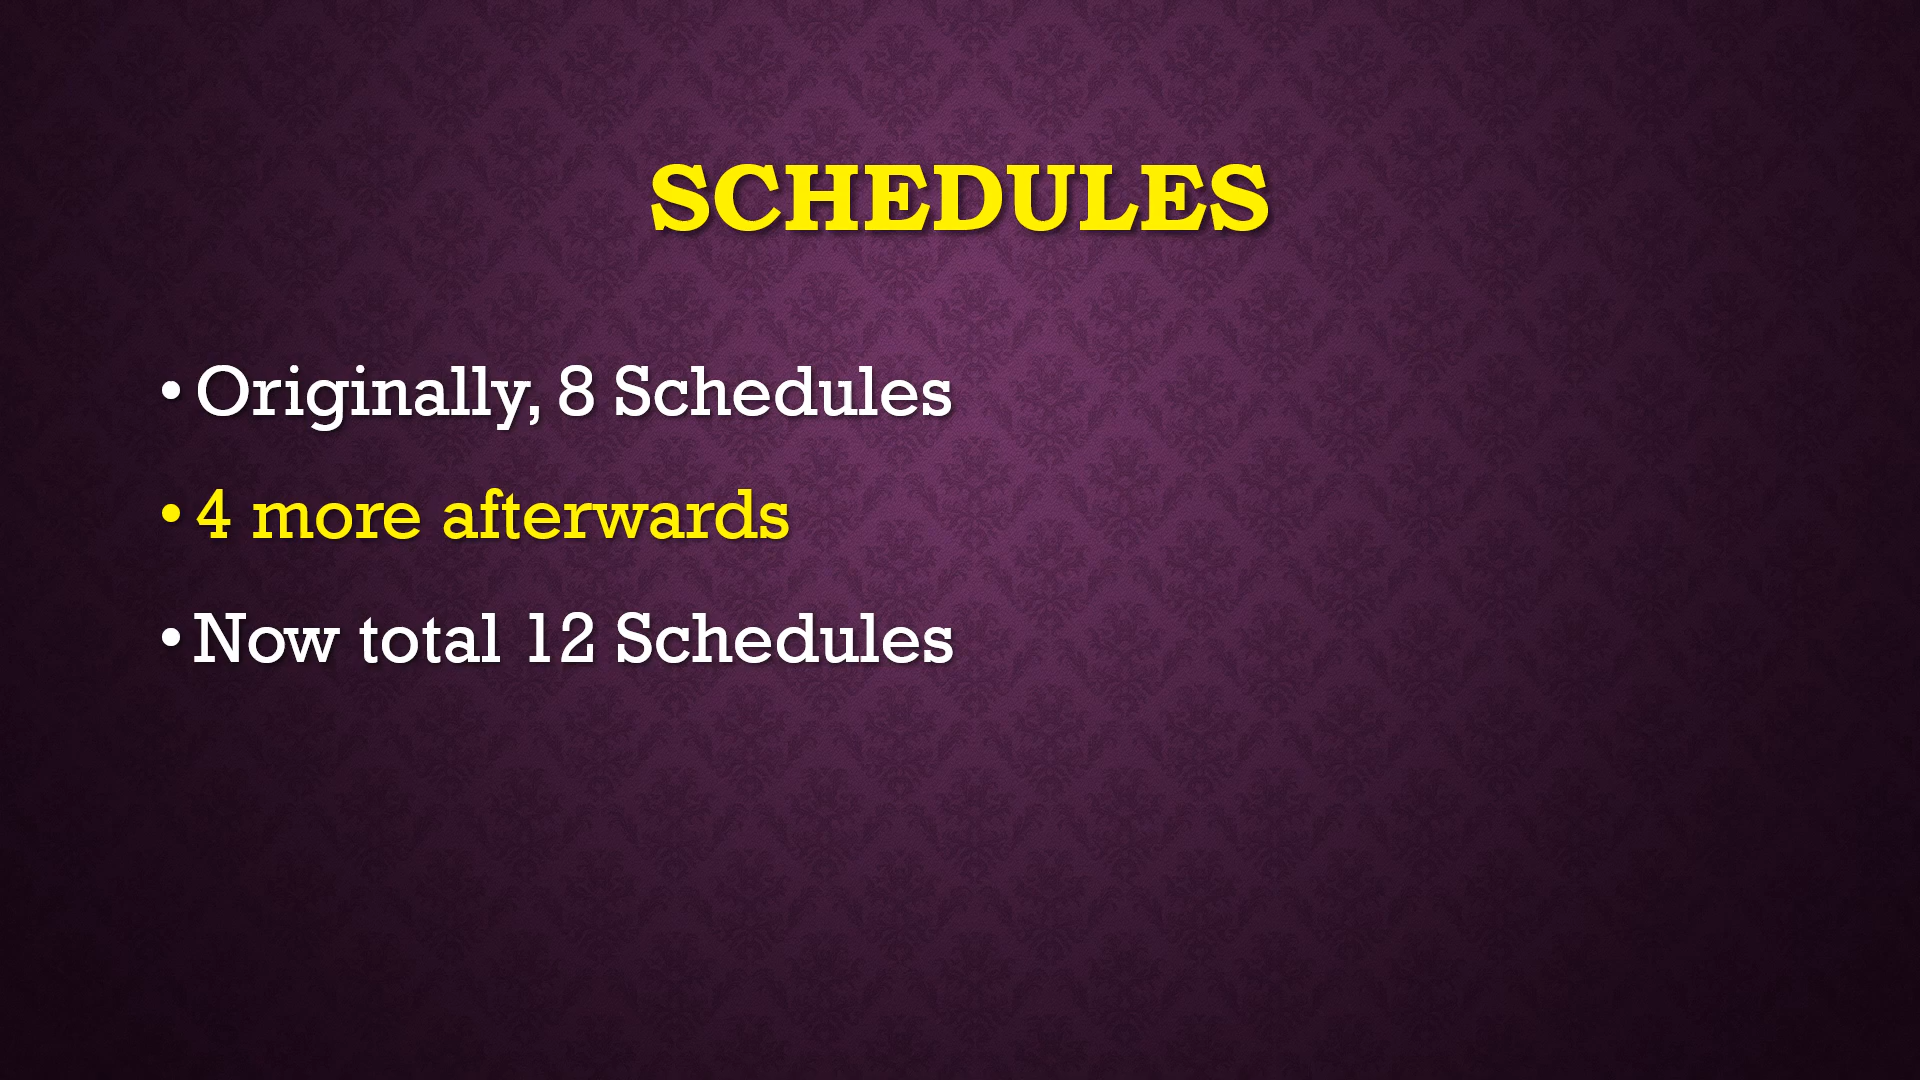 SCHEDULES
• Originally, 8 Schedules
• 4 more afterwards
• Now total 12 Schedules